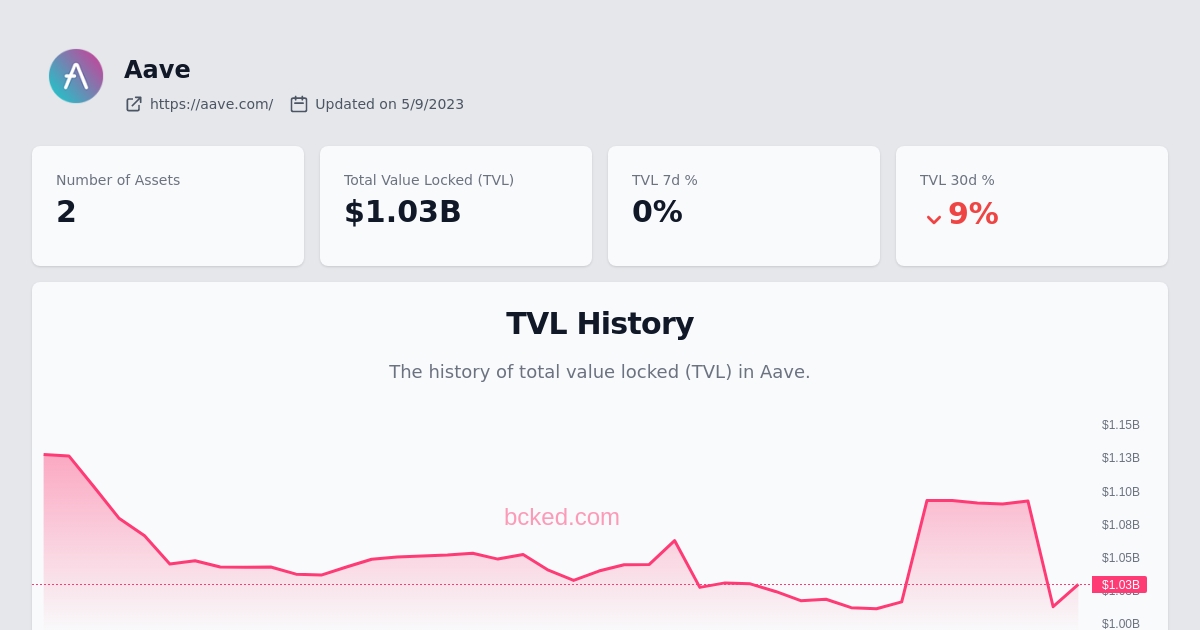 Aave
https://aave.com/ Updated on 5/9/2023
Number of Assets
2
Total Value Locked (TVL)
$1.03B
TVL 7d %
0%
TVL 30d %
9%
TVL History
The history of total value locked (TVL) in Aave.
$1.15B
$1.13B
$1.10B
bcked.com
$1.08B
$1.05B
$1.03B
$1.00B